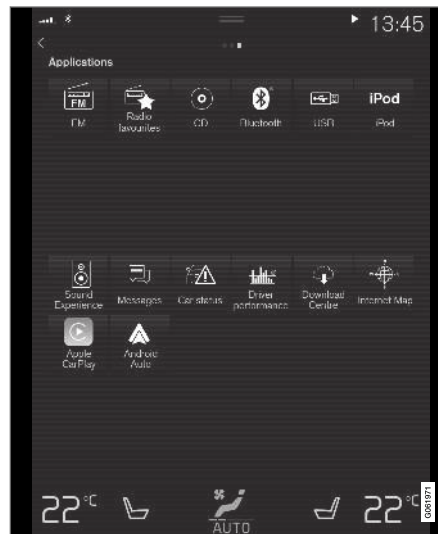 13:45
Applications
FM
iPod
FM
Radio
favourites
CD
Bluetooth
USB
iPod
Sound
Experience
Messages
Car status
Driver
performance
Download
Centre
Internet Map
Apple
CarPlay
Android
Auto
22°C
AUTO
22°C
G061971